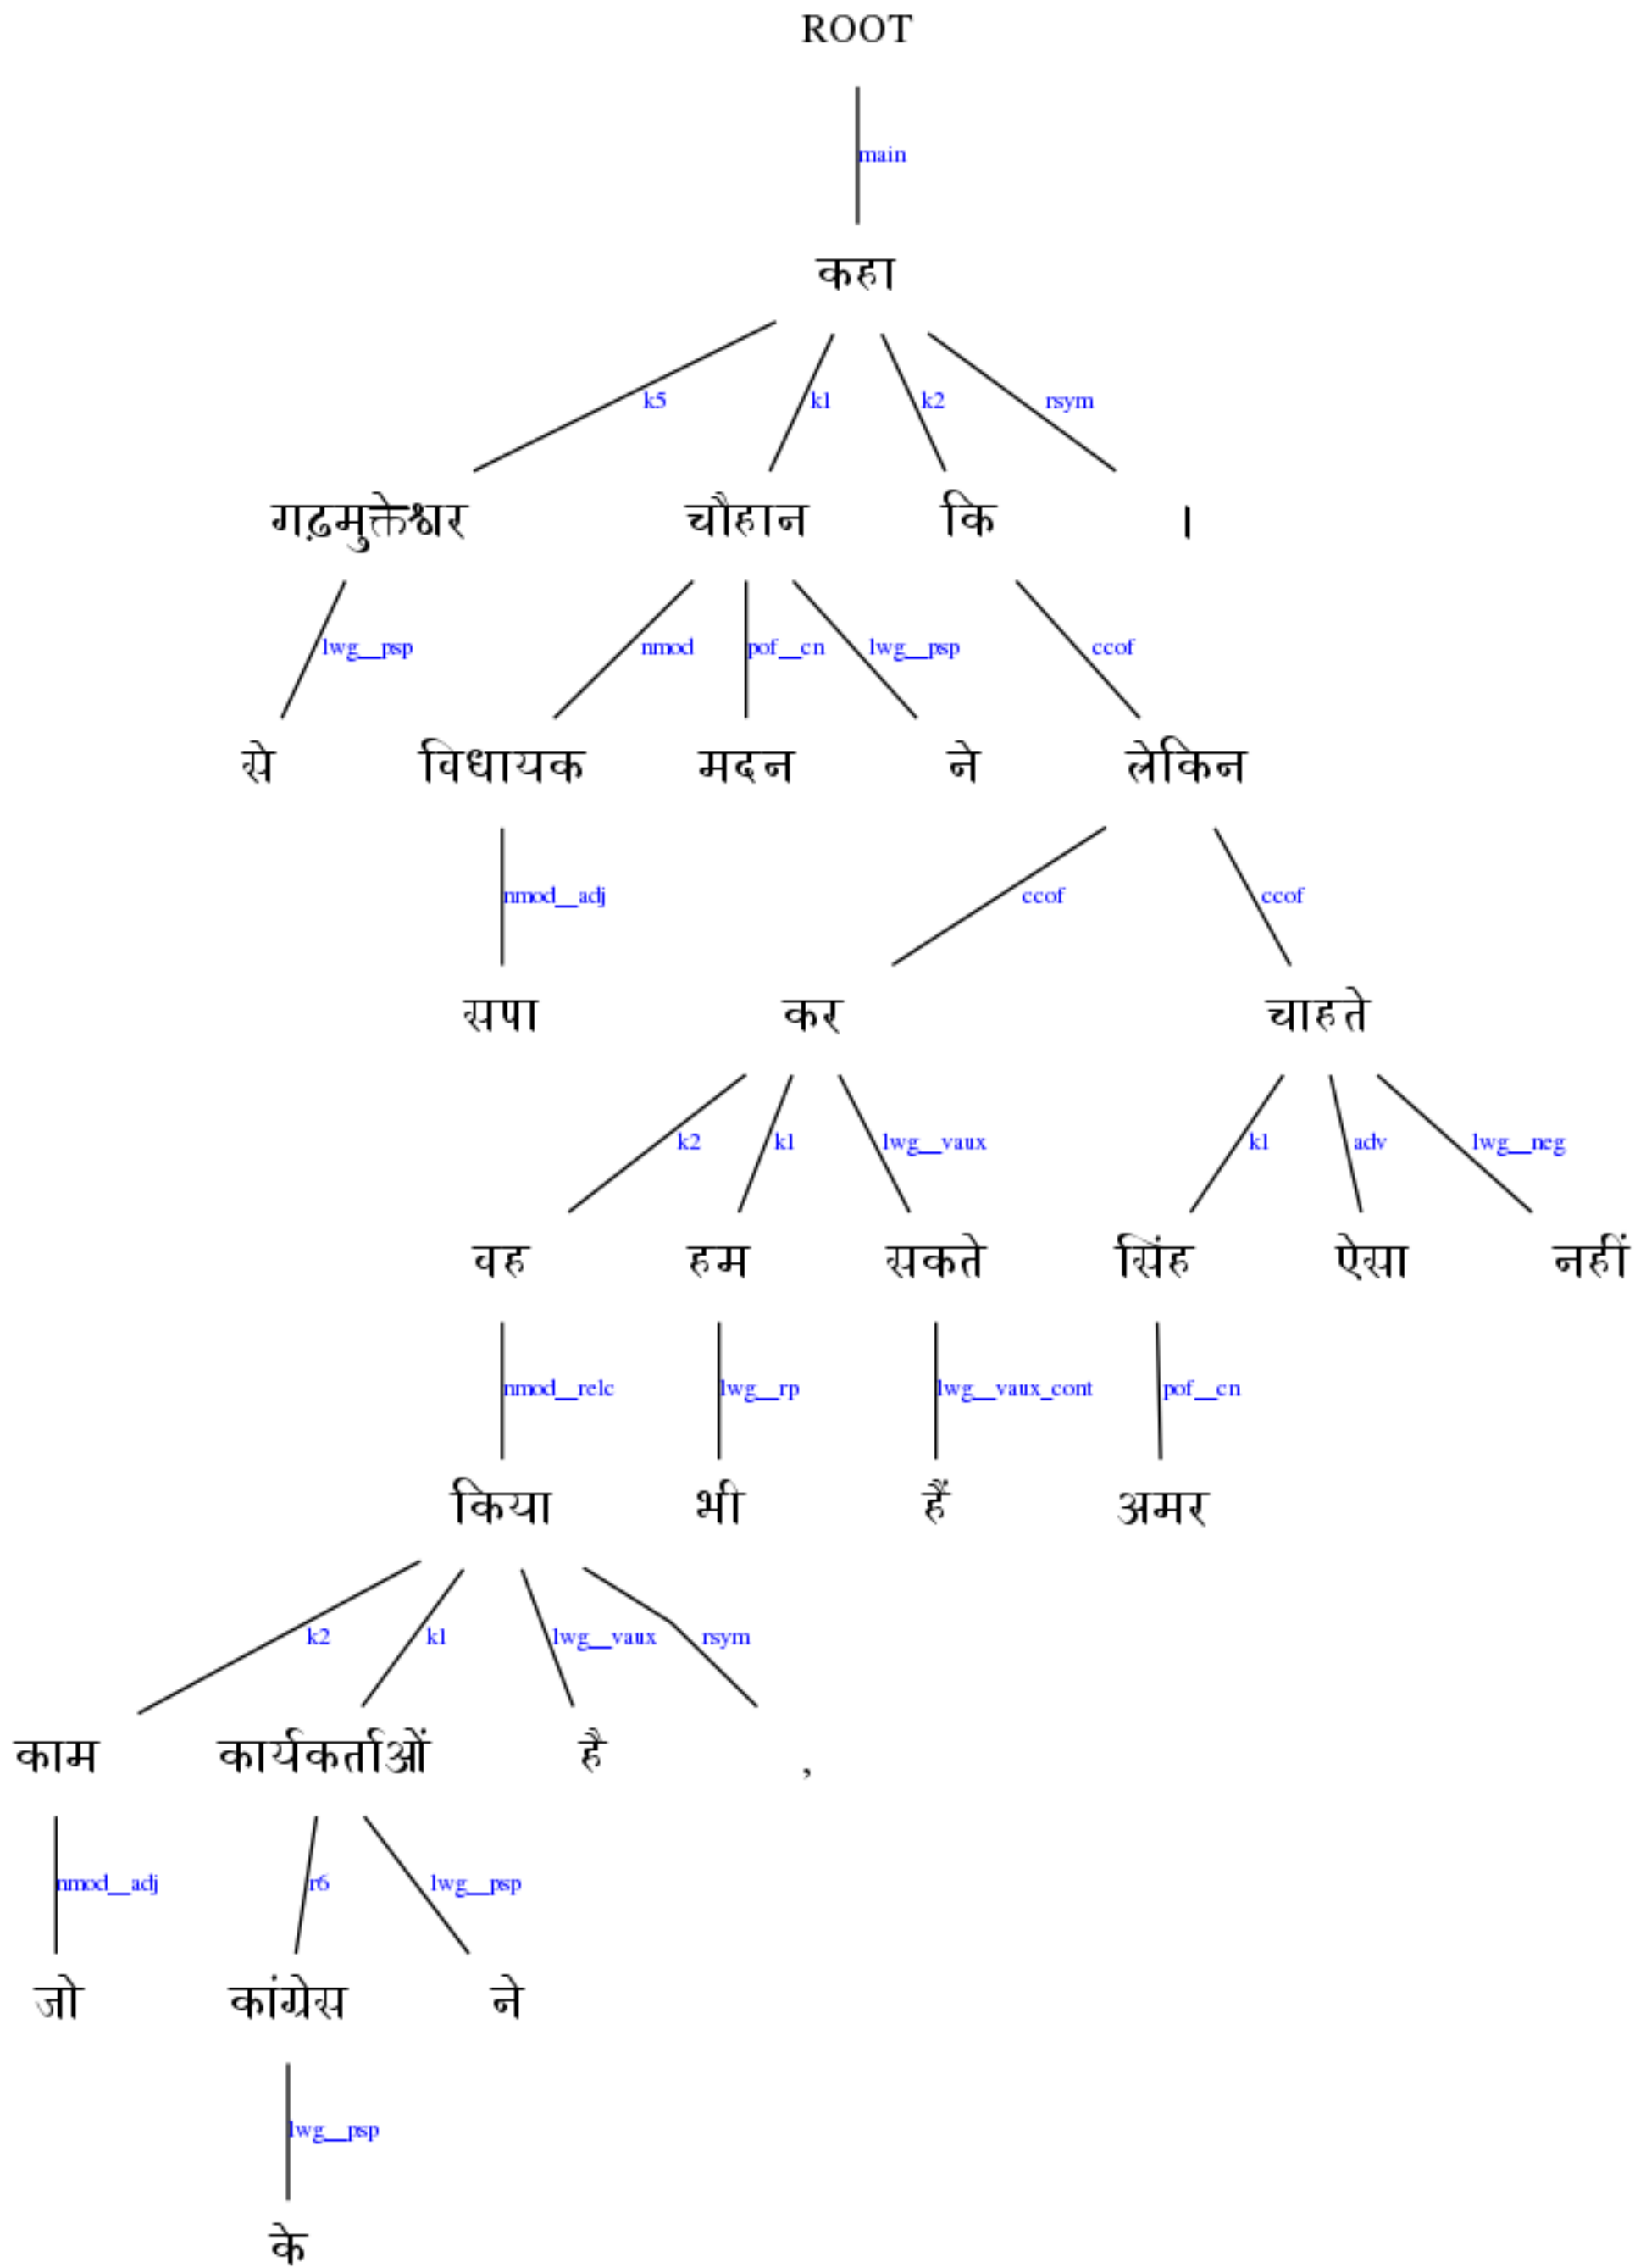 ROOT
main
कहा
k5 k1 k2 rsym
गढ़मुक्तेश्वर चौहान कि ।
lwg__psp nmod pof__cn lwg__psp ccof
से विधायक मदन ने लेकिन
nmod__adj ccof ccof
सपा कर चाहते
k2 k1 lwg__vaux k1 adv lwg__neg
वह हम सकते सिंह ऐसा नहीं
nmod__relc lwg__rp lwg__vaux_cont pof__cn
किया भी हैं अमर
k2 k1 lwg__vaux rsym
काम कार्यकर्ताओं है ,
nmod__adj r6 lwg__psp
जो कांग्रेस ने
lwg__psp
के